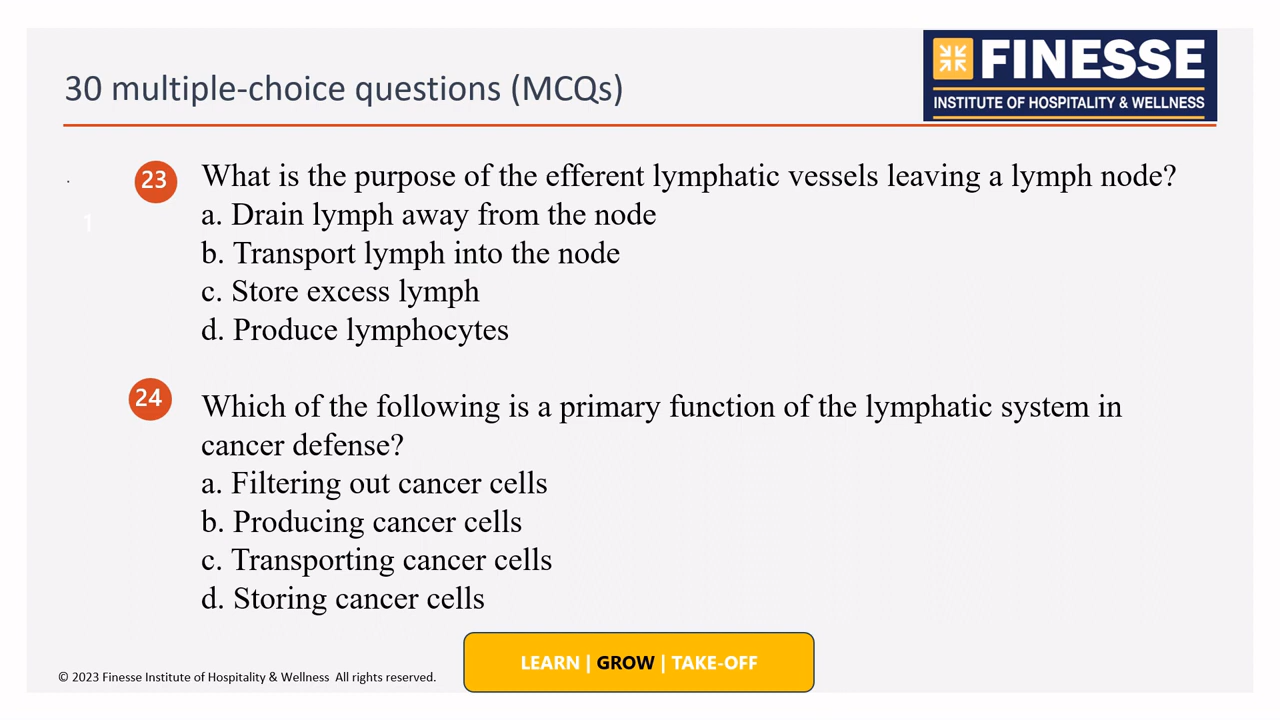 30 multiple-choice questions (MCQs)
FINESSE
INSTITUTE OF HOSPITALITY & WELLNESS
23
What is the purpose of the efferent lymphatic vessels leaving a lymph node?
1
a. Drain lymph away from the node
b. Transport lymph into the node
c. Store excess lymph
d. Produce lymphocytes
24
Which of the following is a primary function of the lymphatic system in
cancer defense?
a. Filtering out cancer cells
b. Producing cancer cells
c. Transporting cancer cells
d. Storing cancer cells
LEARN | GROW | TAKE-OFF
© 2023 Finesse Institute of Hospitality & Wellness All rights reserved.